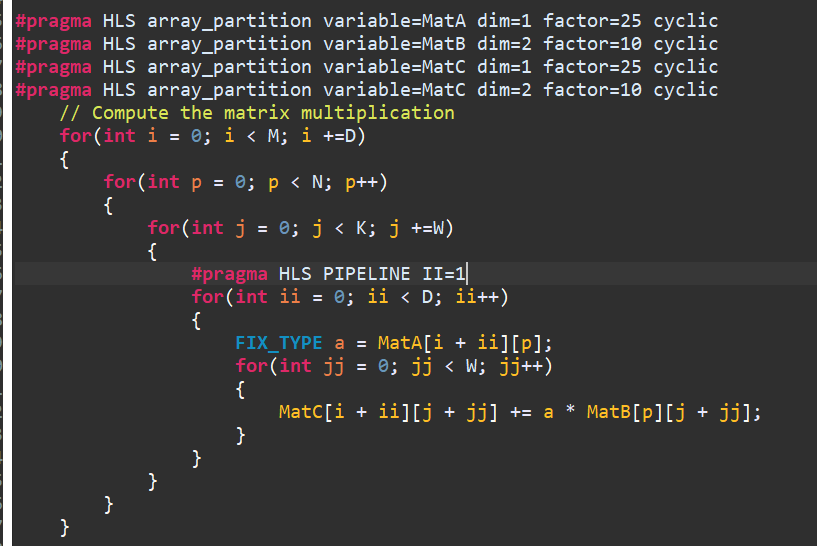 #pragma HLS array_partition variable=MatA dim=1 factor=25 cyclic
#pragma HLS array_partition variable=MatB dim=2 factor=10 cyclic
#pragma HLS array_partition variable=MatC dim=1 factor=25 cyclic
#pragma HLS array_partition variable=MatC dim=2 factor=10 cyclic
    // Compute the matrix multiplication
    for(int i = 0; i < M; i +=D)
    {
        for(int p = 0; p < N; p++)
        {
            for(int j = 0; j < K; j +=W)
            {
                #pragma HLS PIPELINE II=1
                for(int ii = 0; ii < D; ii++)
                {
                    FIX_TYPE a = MatA[i + ii][p];
                    for(int jj = 0; jj < W; jj++)
                    {
                        MatC[i + ii][j + jj] += a * MatB[p][j + jj];
                    }
                }
            }
        }
    }